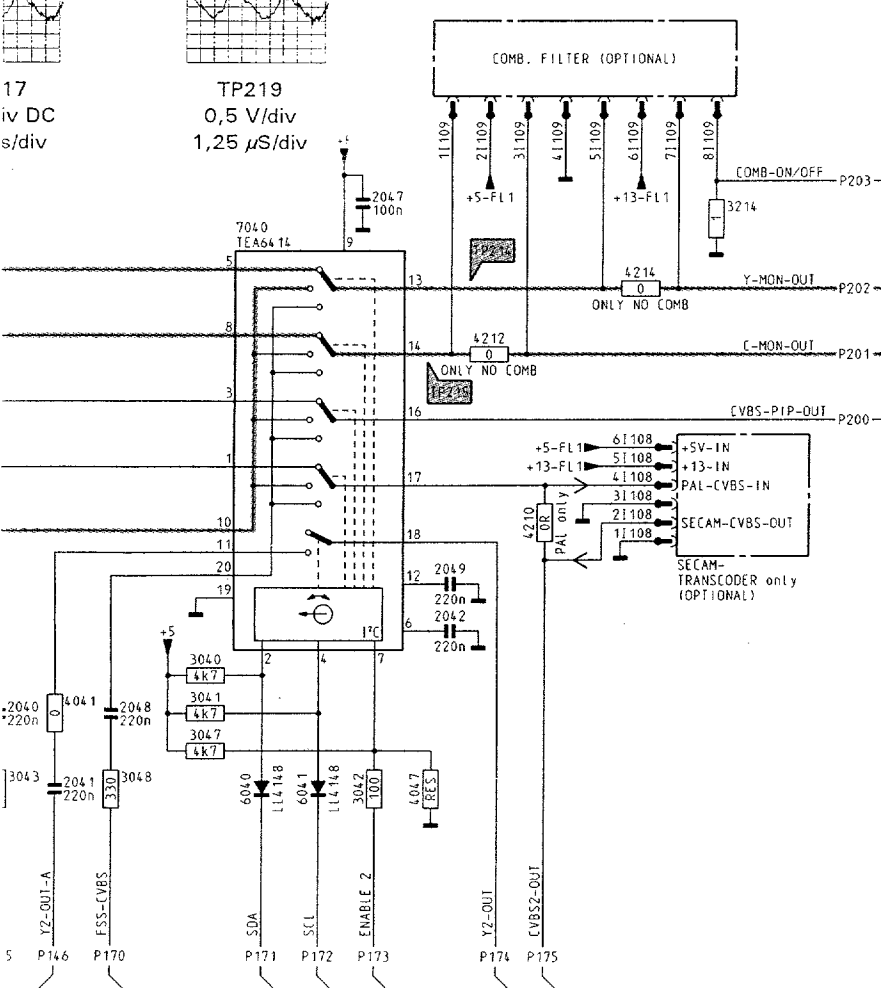 17
iv DC
s/div
TP219
0,5 V/div
1,25 µS/div
COMB. FILTER (OPTIONAL)
1I109
2I109
3I109
4I109
5I109
6I109
7I109
8I109
+5-FL1
+13-FL1
COMB-ON/OFF
P203
3214
1
2047
100n
7040
TEA6414
9
5
13
TP214
4214
0
ONLY NO COMB
Y-MON-OUT
P202
8
14
4212
0
ONLY NO COMB
C-MON-OUT
P201
TP215
3
16
CVBS-PIP-OUT
P200
1
17
+5-FL1
6I108
+5V-IN
+13-FL1
5I108
+13-IN
4I108
PAL-CVBS-IN
3I108
2I108
SECAM-CVBS-OUT
1I108
SECAM-
TRANSCODER only
(OPTIONAL)
4210
0R
PAL only
10
11
18
20
19
12
2049
220n
6
2042
220n
I²C
+5
2
4
7
3040
4k7
3041
4k7
3047
4k7
2040
220n
4041
0
2048
220n
3043
2041
220n
330
3048
6040
LL4148
6041
LL4148
3042
100
4047
RES
Y2-OUT-A
FSS-CVBS
SDA
SCL
ENABLE 2
Y2-OUT
CVBS2-OUT
5
P146
P170
P171
P172
P173
P174
P175